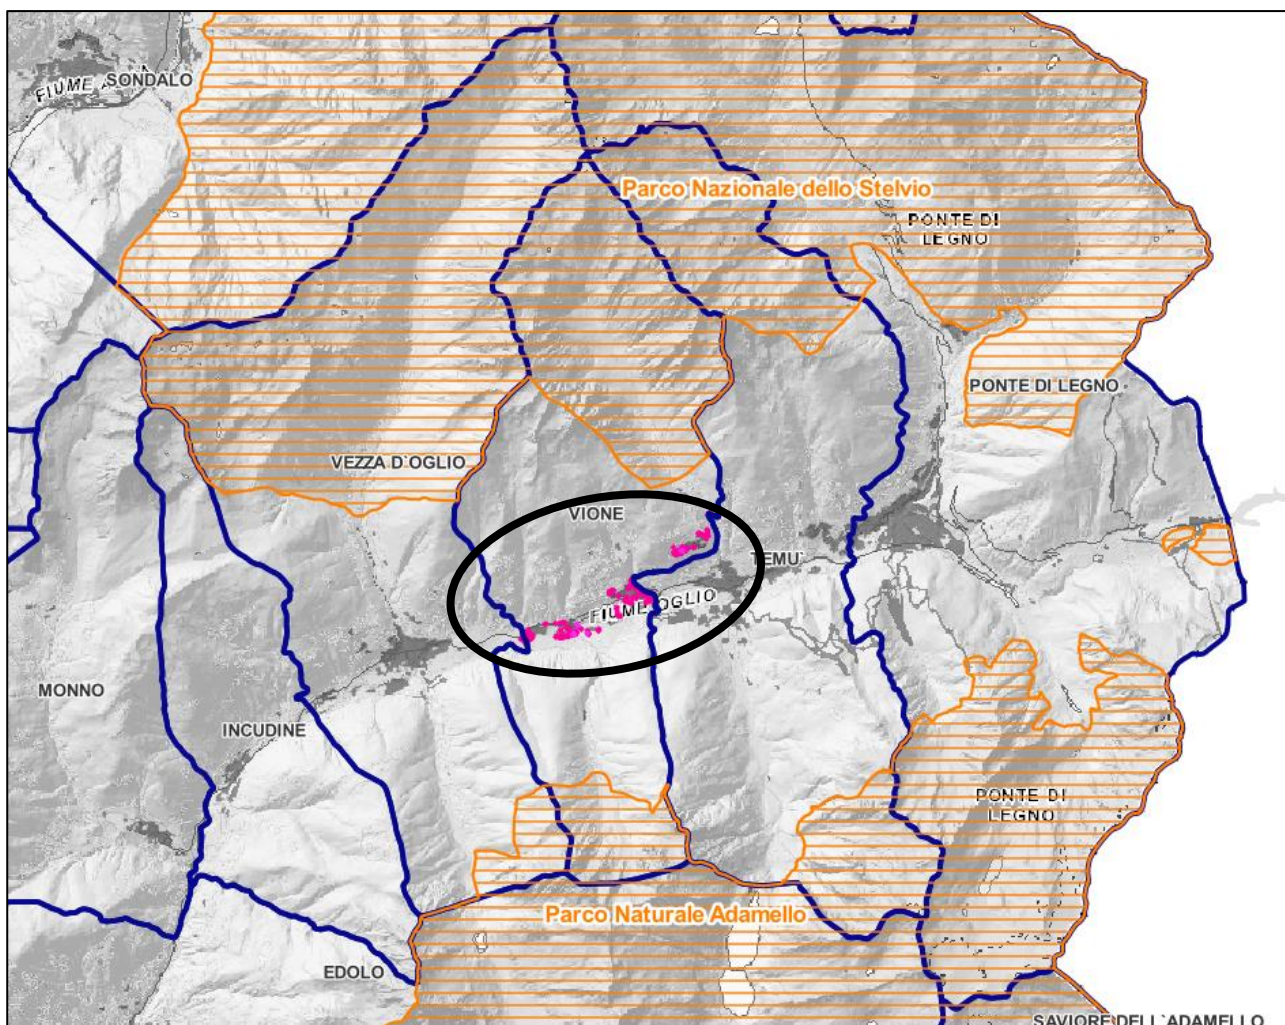 SONDALO
FIUME A
Parco Nazionale dello Stelvio
PONTE DI
LEGNO
PONTE DI LEGNO
VEZZA D`OGLIO
VIONE
TEMU`
FIUME OGLIO
MONNO
INCUDINE
PONTE DI
LEGNO
Parco Naturale Adamello
EDOLO
SAVIORE DELL`ADAMELLO